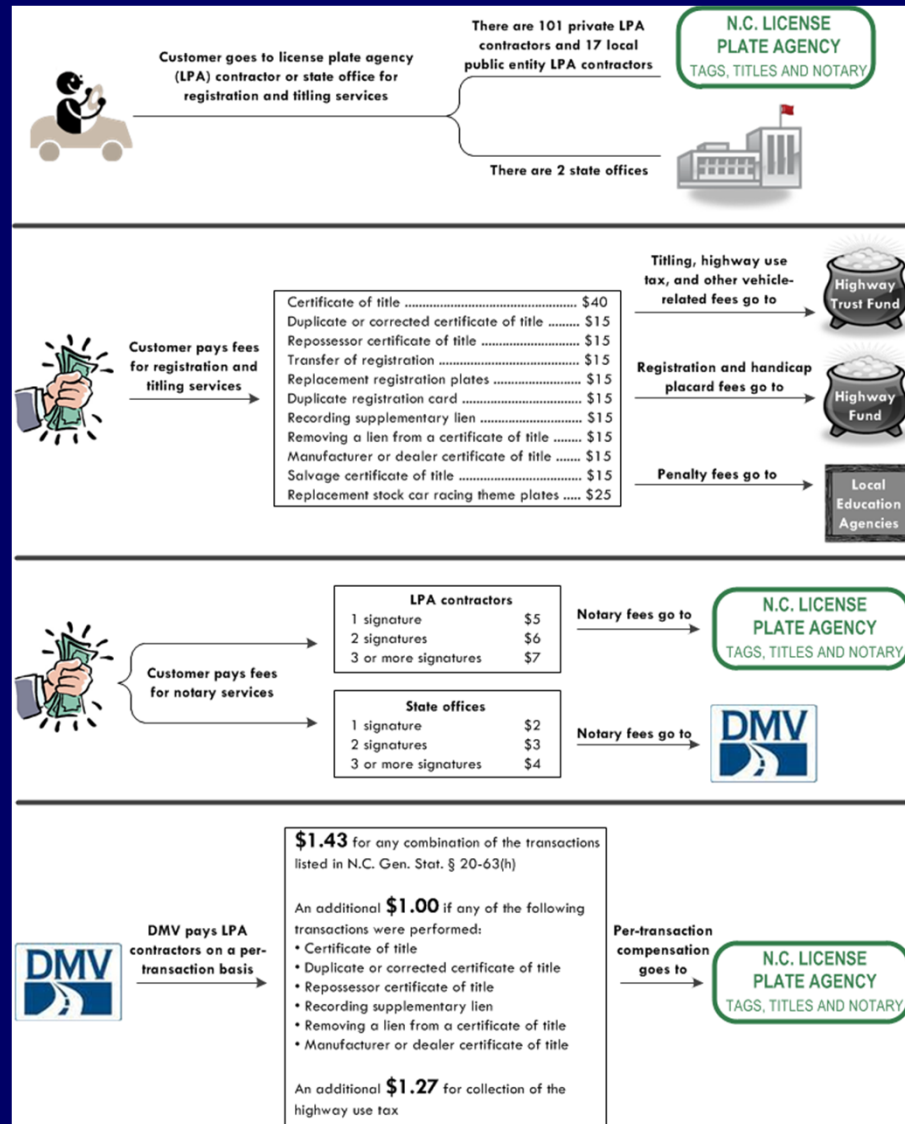 Customer goes to license plate agency
(LPA) contractor or state office for
registration and titling services
There are 101 private LPA
contractors and 17 local
public entity LPA contractors
N.C. LICENSE
PLATE AGENCY
TAGS, TITLES AND NOTARY
There are 2 state offices
Customer pays fees
for registration and
titling services
Certificate of title ............................................. $40
Duplicate or corrected certificate of title ........ $15
Repossessor certificate of title ......................... $15
Transfer of registration .................................... $15
Replacement registration plates ...................... $15
Duplicate registration card .............................. $15
Recording supplementary lien ......................... $15
Removing a lien from a certificate of title ....... $15
Manufacturer or dealer certificate of title ...... $15
Salvage certificate of title ............................... $15
Replacement stock car racing theme plates ..... $25
Titling, highway use
tax, and other vehicle-
related fees go to
Highway
Trust Fund
Registration and handicap
placard fees go to
Highway
Fund
Penalty fees go to
Local
Education
Agencies
Customer pays fees
for notary services
LPA contractors
1 signature $5
2 signatures $6
3 or more signatures $7
Notary fees go to
N.C. LICENSE
PLATE AGENCY
TAGS, TITLES AND NOTARY
State offices
1 signature $2
2 signatures $3
3 or more signatures $4
Notary fees go to
DMV
DMV
DMV pays LPA
contractors on a per-
transaction basis
$1.43 for any combination of the transactions
listed in N.C. Gen. Stat. § 20-63(h)
An additional $1.00 if any of the following
transactions were performed:
• Certificate of title
• Duplicate or corrected certificate of title
• Repossessor certificate of title
• Recording supplementary lien
• Removing a lien from a certificate of title
• Manufacturer or dealer certificate of title
An additional $1.27 for collection of the
highway use tax
Per-transaction
compensation
goes to
N.C. LICENSE
PLATE AGENCY
TAGS, TITLES AND NOTARY